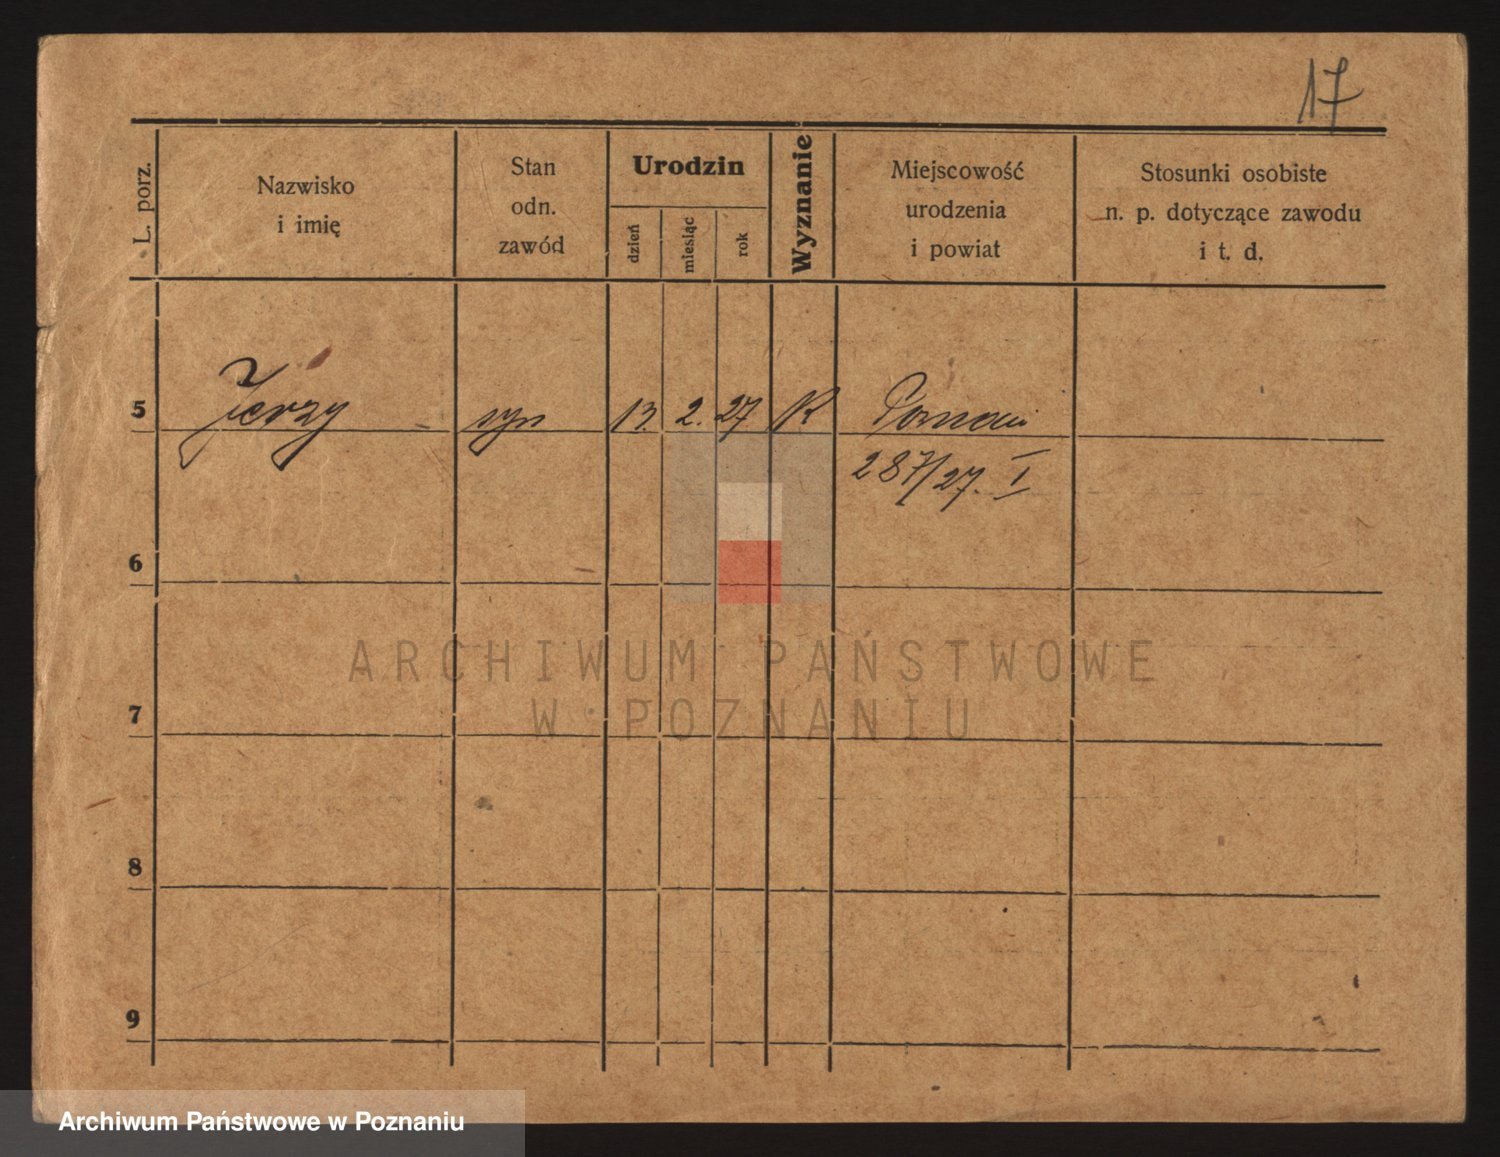 17
L. porz.
Nazwisko
i imię
Stan
odn.
zawód
Urodzin
dzień
miesiąc
rok
Wyznanie
Miejscowość
urodzenia
i powiat
Stosunki osobiste
n. p. dotyczące zawodu
i t. d.
5 Jerzy syn 13. 2. 27 R Poznań
287/27. I
6
7
8
9
ARCHIWUM PAŃSTWOWE
W POZNANIU
Archiwum Państwowe w Poznaniu